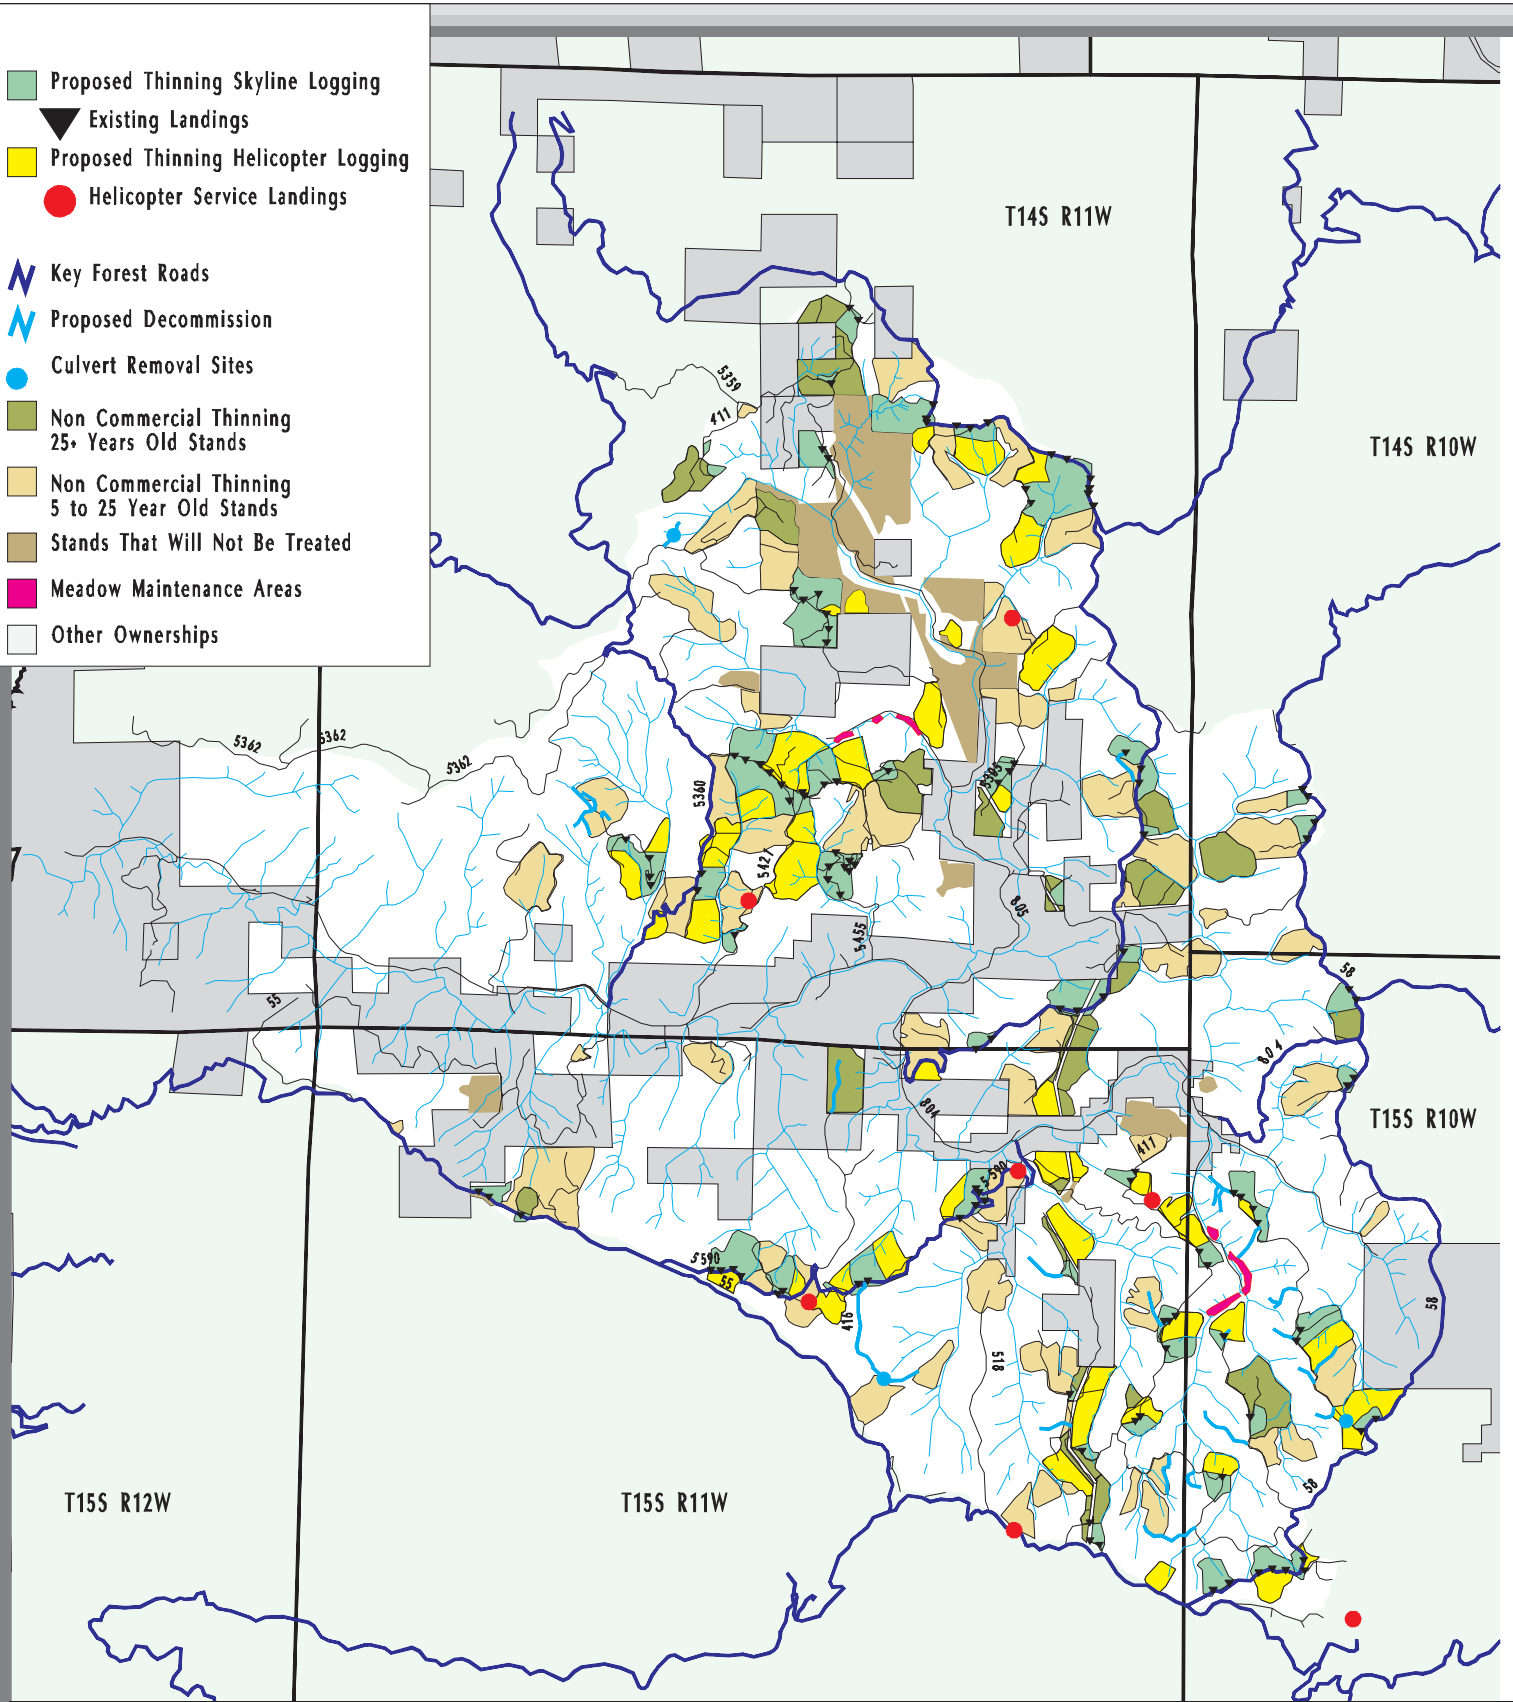 Proposed Thinning Skyline Logging
Existing Landings
Proposed Thinning Helicopter Logging
Helicopter Service Landings
Key Forest Roads
Proposed Decommission
Culvert Removal Sites
Non Commercial Thinning
25+ Years Old Stands
Non Commercial Thinning
5 to 25 Year Old Stands
Stands That Will Not Be Treated
Meadow Maintenance Areas
Other Ownerships
T14S R11W
T14S R10W
5359
411
5362
5362
5362
5360
5305
5427
805
5455
58
55
804
804
T15S R10W
411
5590
5590
55
416
58
518
58
T15S R12W
T15S R11W